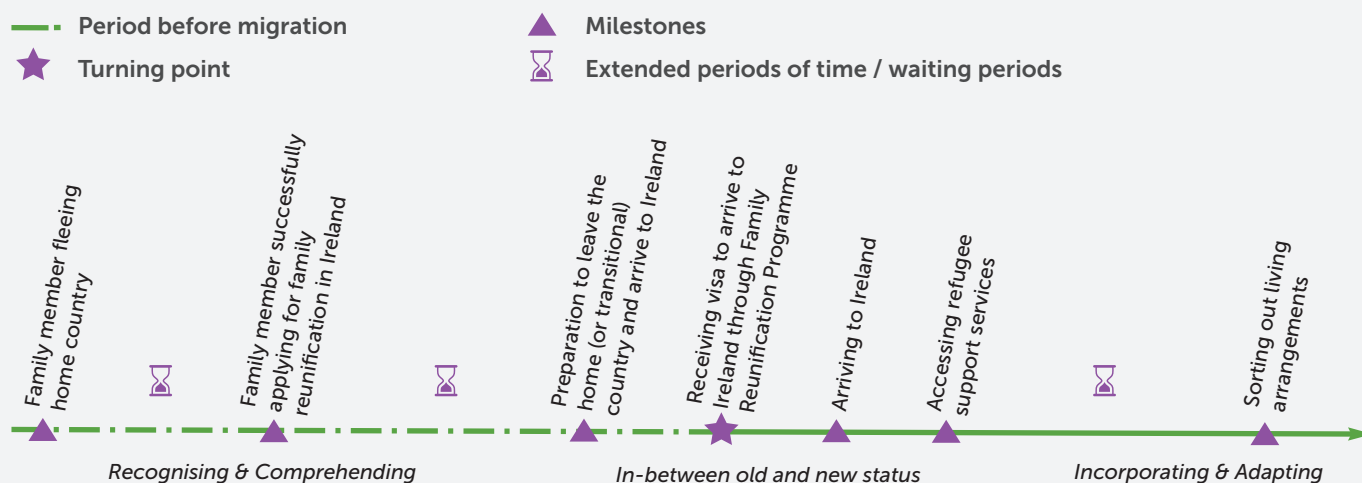 Period before migration
Milestones
Turning point
Extended periods of time / waiting periods
Family member fleeing
home country
Family member successfully
applying for family
reunification in Ireland
Preparation to leave the
home (or transitional)
country and arrive to Ireland
Receiving visa to arrive to
Ireland through Family
Reunification Programme
Arriving to Ireland
Accessing refugee
support services
Sorting out living
arrangements
Recognising & Comprehending
In-between old and new status
Incorporating & Adapting